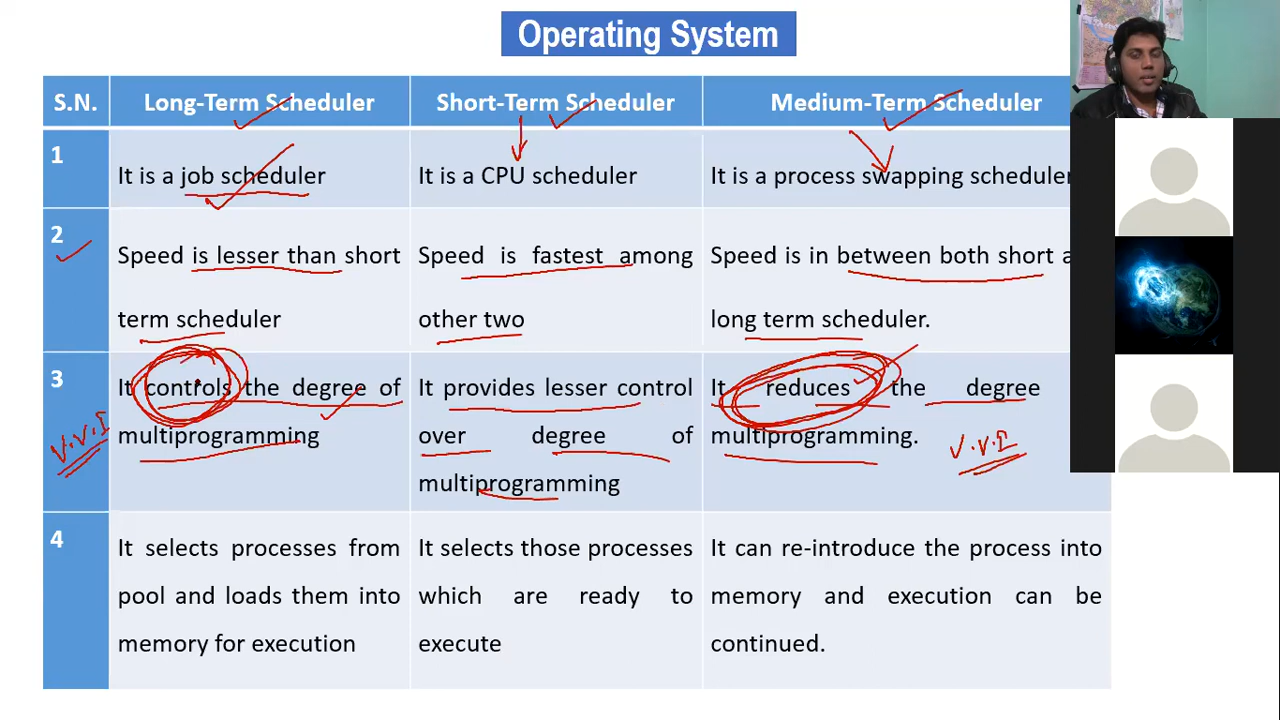 Operating System
S.N. Long-Term Scheduler Short-Term Scheduler Medium-Term Scheduler
1 It is a job scheduler It is a CPU scheduler It is a process swapping scheduler
2 Speed is lesser than short Speed is fastest among Speed is in between both short
term scheduler other two long term scheduler.
3 It controls the degree of It provides lesser control It reduces the degree
multiprogramming over degree of multiprogramming.
V.V.I V.V.I
multiprogramming
4 It selects processes from It selects those processes It can re-introduce the process into
pool and loads them into which are ready to memory and execution can be
memory for execution execute continued.